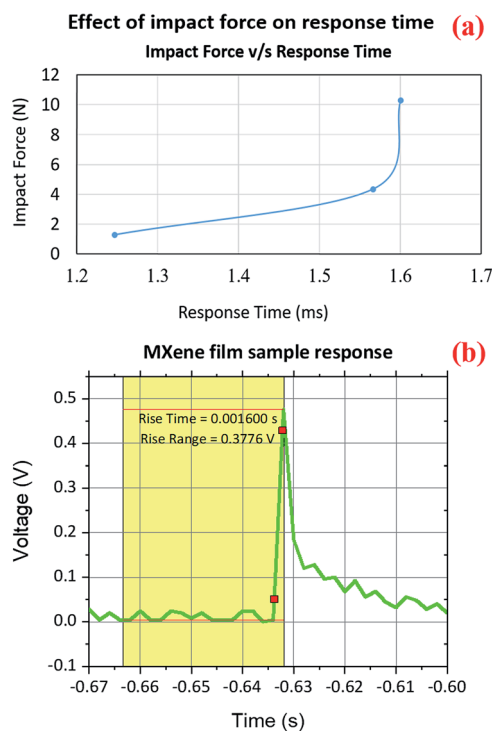 Effect of impact force on response time (a)
Impact Force v/s Response Time
12
10
8
6
4
2
0
Impact Force (N)
1.2 1.3 1.4 1.5 1.6 1.7
Response Time (ms)
(b)
MXene film sample response
0.5
0.4
0.3
0.2
0.1
0.0
-0.1
Voltage (V)
Rise Time = 0.001600 s
Rise Range = 0.3776 V
-0.67 -0.66 -0.65 -0.64 -0.63 -0.62 -0.61 -0.60
Time (s)